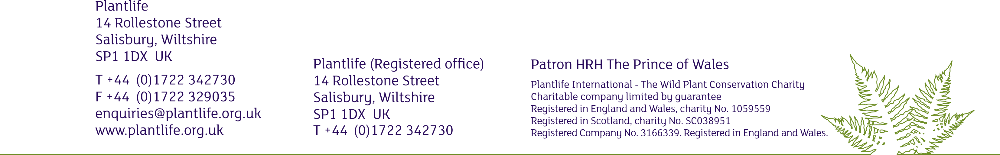 Plantlife
14 Rollestone Street
Salisbury, Wiltshire
SP1 1DX UK
T +44 (0)1722 342730
F +44 (0)1722 329035
enquiries@plantlife.org.uk
www.plantlife.org.uk
Plantlife (Registered office)
14 Rollestone Street
Salisbury, Wiltshire
SP1 1DX UK
T +44 (0)1722 342730
Patron HRH The Prince of Wales
Plantlife International - The Wild Plant Conservation Charity
Charitable company limited by guarantee
Registered in England and Wales, charity No. 1059559
Registered in Scotland, charity No. SC038951
Registered Company No. 3166339. Registered in England and Wales.